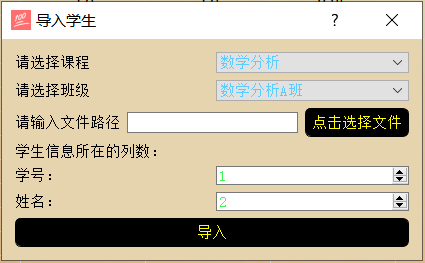 导入学生
请选择课程 数学分析
请选择班级 数学分析A班
请输入文件路径 点击选择文件
学生信息所在的列数：
学号： 1
姓名： 2
导入